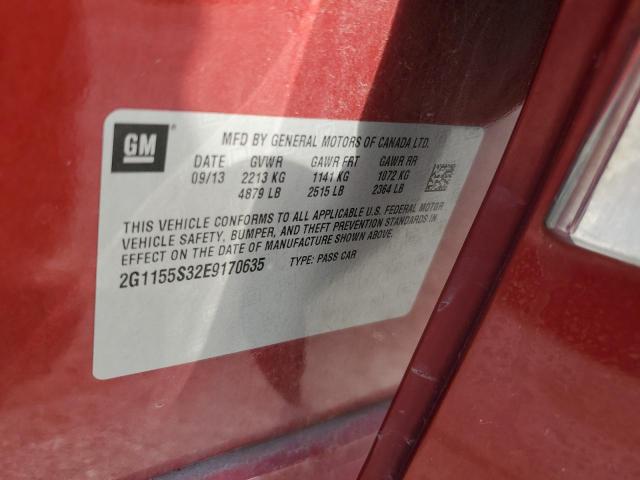 GM
®
MFD BY GENERAL MOTORS OF CANADA LTD.
DATE GVWR GAWR FRT GAWR RR
09/13 2213 KG 1141 KG 1072 KG
4879 LB 2515 LB 2364 LB
THIS VEHICLE CONFORMS TO ALL APPLICABLE U.S. FEDERAL MOTOR
VEHICLE SAFETY, BUMPER, AND THEFT PREVENTION STANDARDS IN
EFFECT ON THE DATE OF MANUFACTURE SHOWN ABOVE.
2G1155S32E9170635 TYPE: PASS CAR